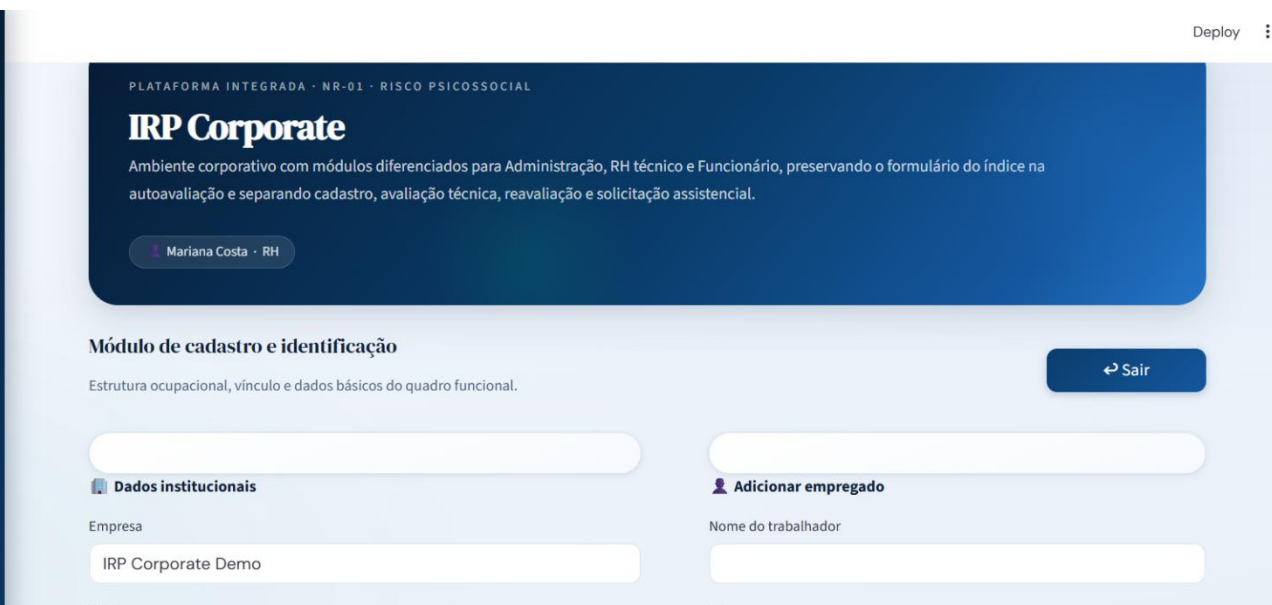 Deploy
PLATAFORMA INTEGRADA · NR-01 · RISCO PSICOSSOCIAL
IRP Corporate
Ambiente corporativo com módulos diferenciados para Administração, RH técnico e Funcionário, preservando o formulário do índice na
autoavaliação e separando cadastro, avaliação técnica, reavaliação e solicitação assistencial.
Mariana Costa · RH
Módulo de cadastro e identificação
Estrutura ocupacional, vínculo e dados básicos do quadro funcional.
Sair
Dados institucionais
Adicionar empregado
Empresa
Nome do trabalhador
IRP Corporate Demo